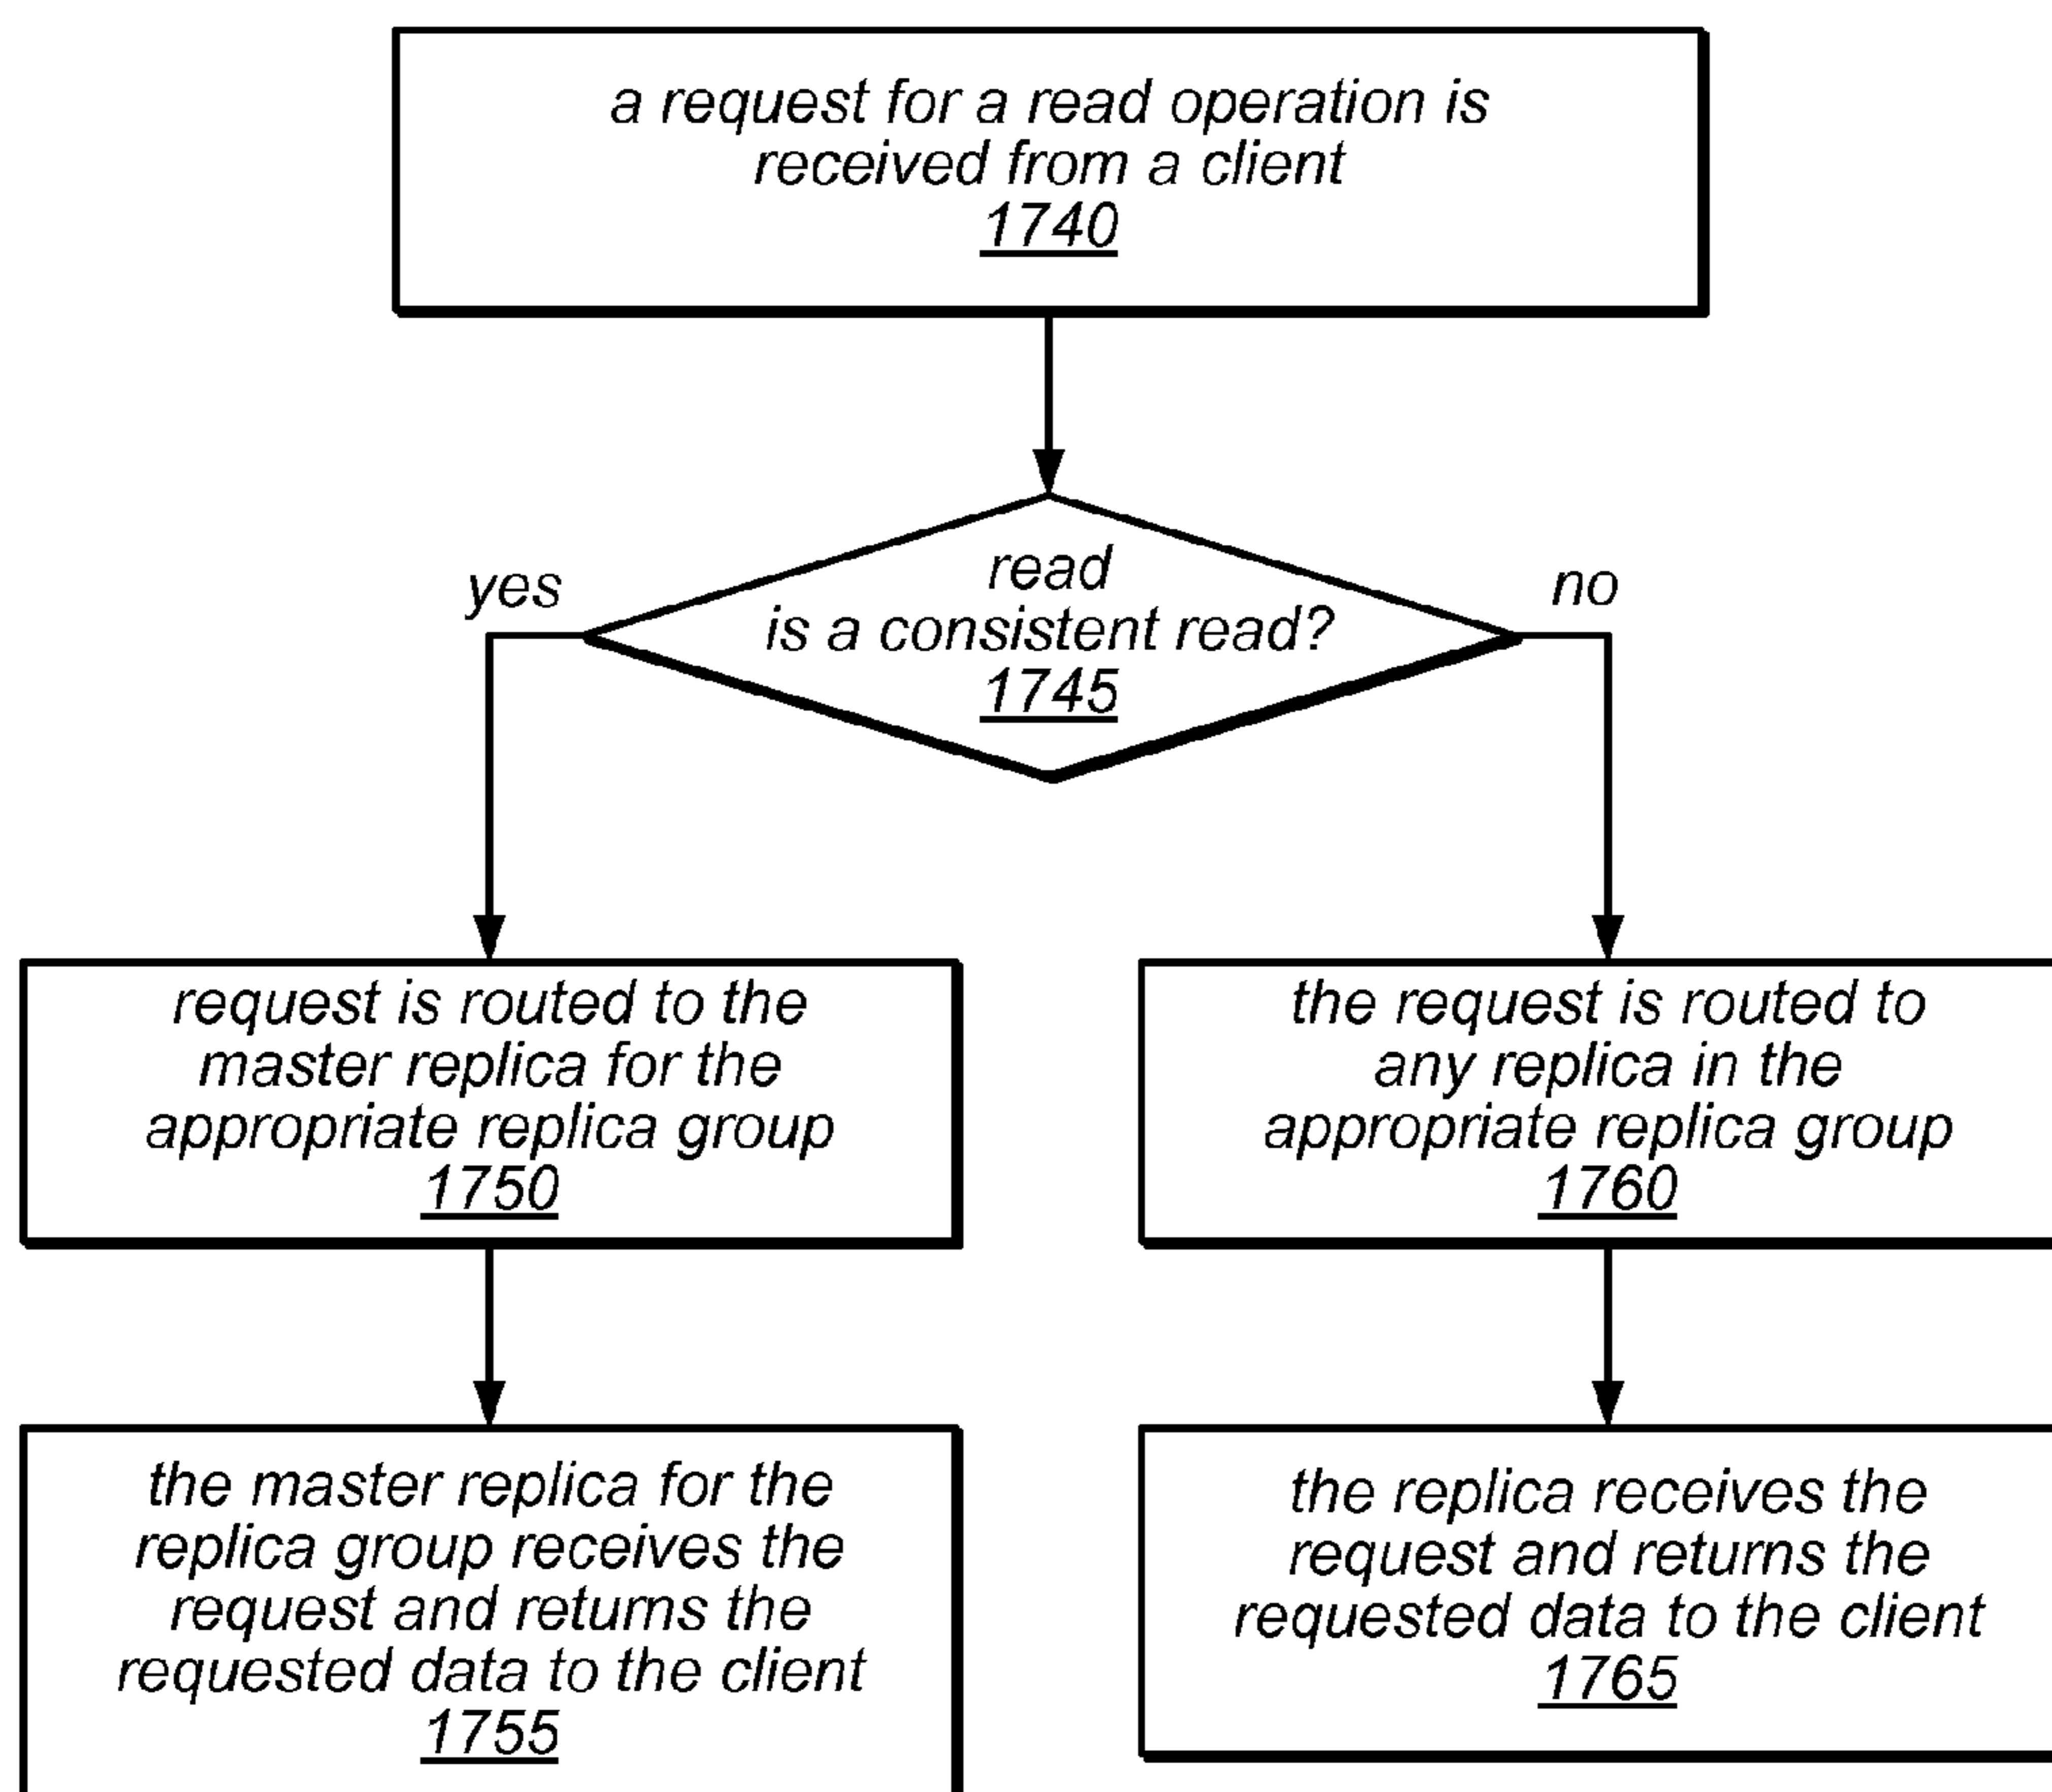 a request for a read operation is
received from a client
1740
read
is a consistent read?
1745
yes
no
request is routed to the
master replica for the
appropriate replica group
1750
the request is routed to
any replica in the
appropriate replica group
1760
the master replica for the
replica group receives the
request and returns the
requested data to the client
1755
the replica receives the
request and returns the
requested data to the client
1765